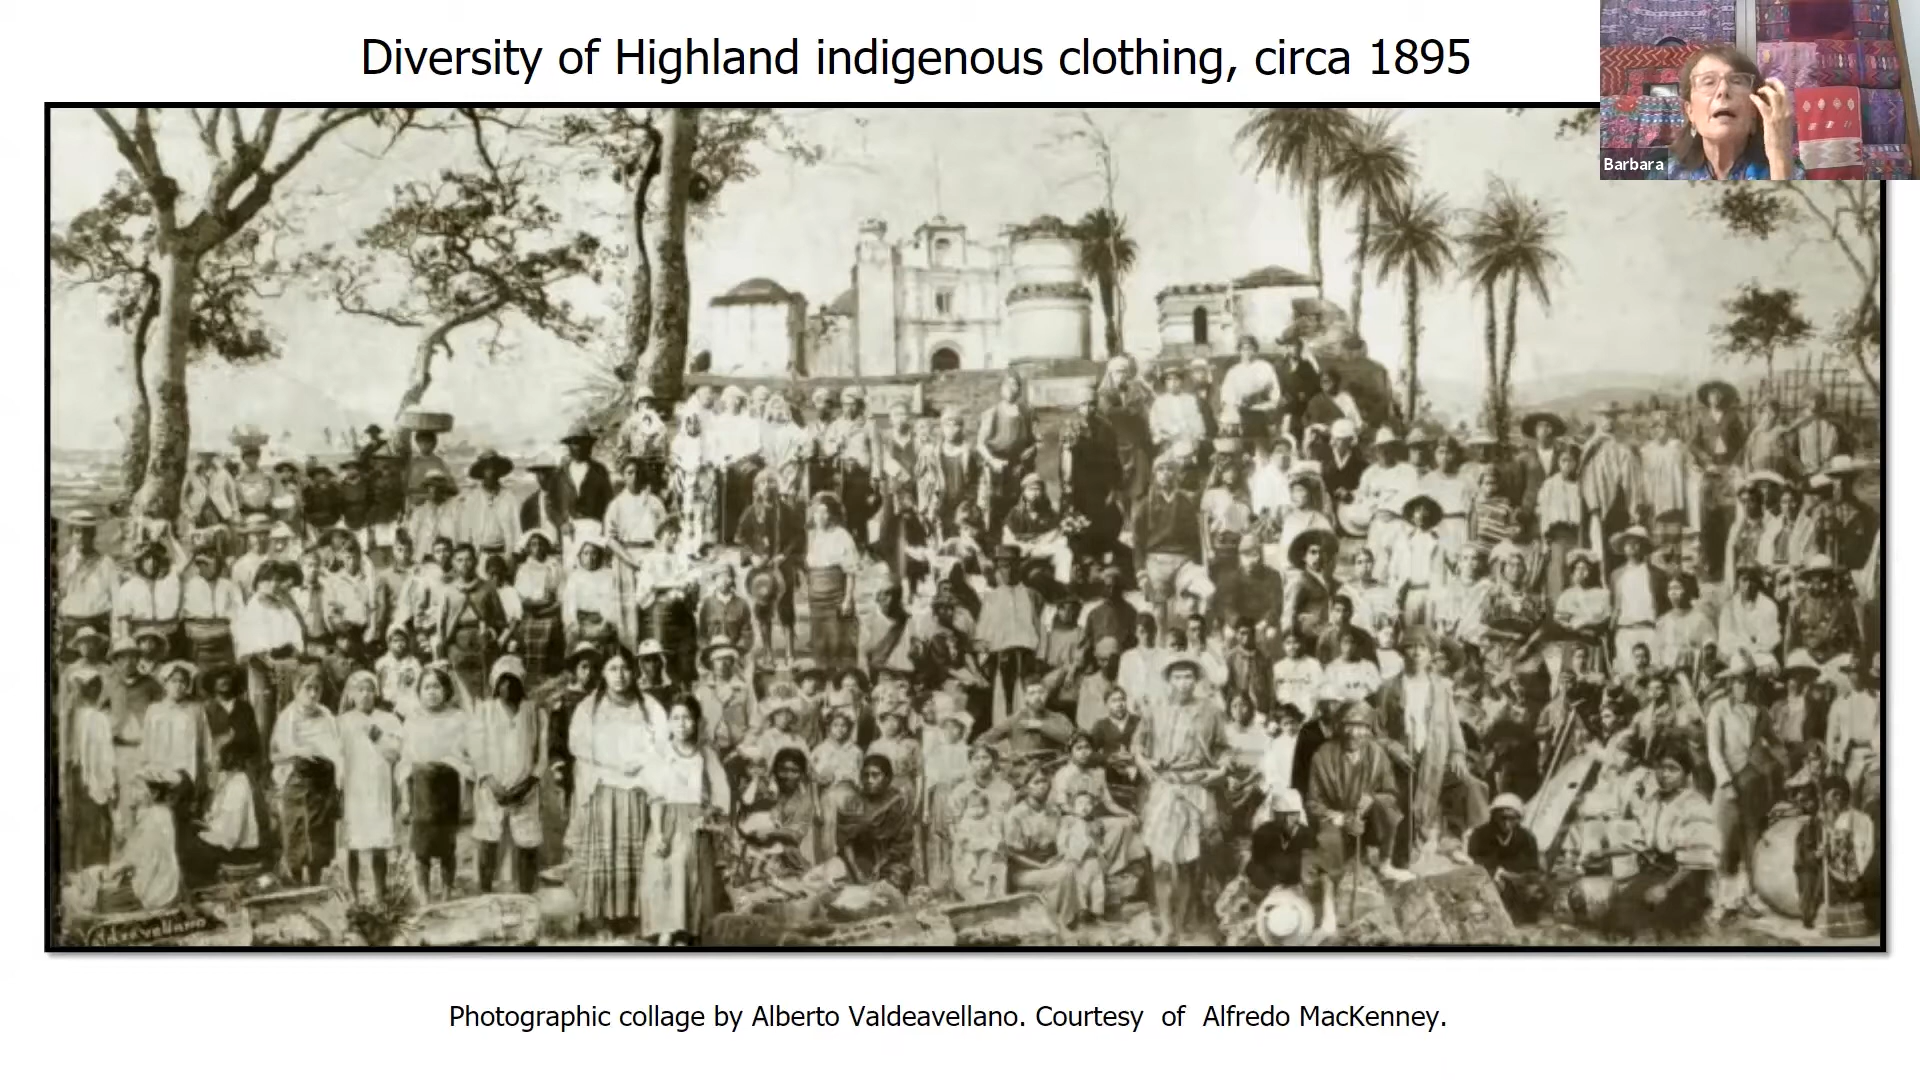 Diversity of Highland indigenous clothing, circa 1895
Barbara
Valdeavellano
Photographic collage by Alberto Valdeavellano. Courtesy of Alfredo MacKenney.